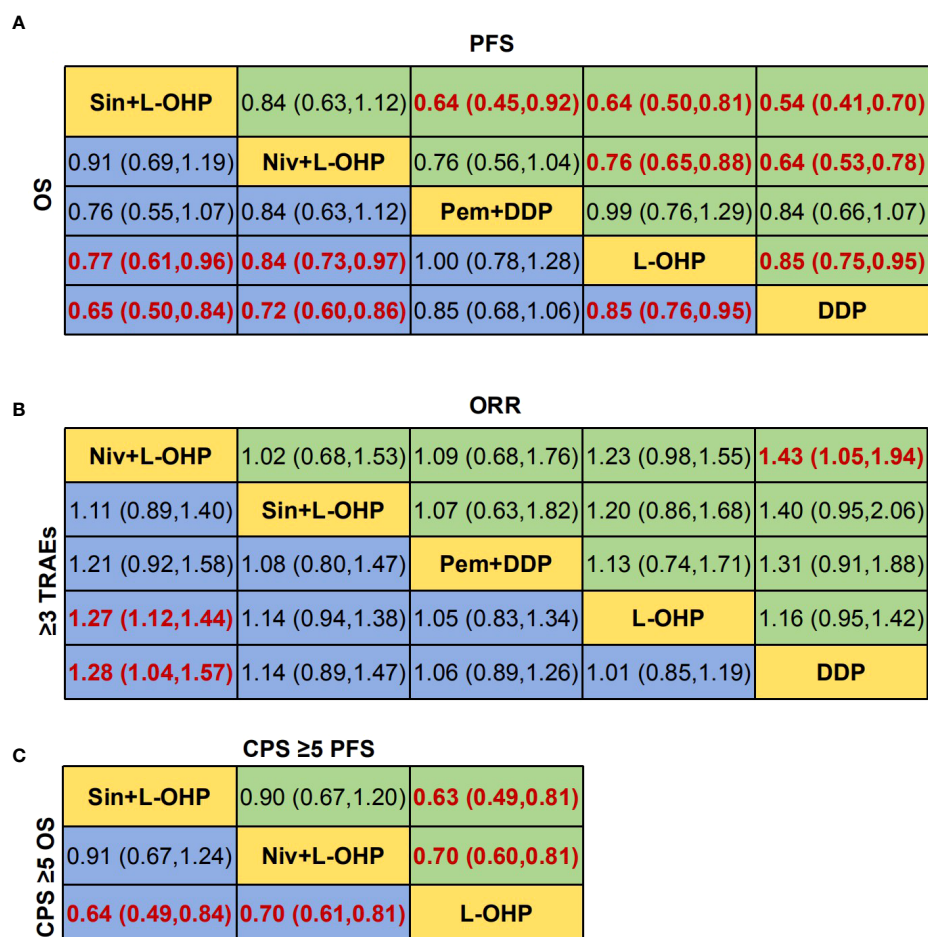 A
PFS
OS
Sin+L-OHP 0.84 (0.63,1.12) 0.64 (0.45,0.92) 0.64 (0.50,0.81) 0.54 (0.41,0.70)
0.91 (0.69,1.19) Niv+L-OHP 0.76 (0.56,1.04) 0.76 (0.65,0.88) 0.64 (0.53,0.78)
0.76 (0.55,1.07) 0.84 (0.63,1.12) Pem+DDP 0.99 (0.76,1.29) 0.84 (0.66,1.07)
0.77 (0.61,0.96) 0.84 (0.73,0.97) 1.00 (0.78,1.28) L-OHP 0.85 (0.75,0.95)
0.65 (0.50,0.84) 0.72 (0.60,0.86) 0.85 (0.68,1.06) 0.85 (0.76,0.95) DDP
B
ORR
≥3 TRAEs
Niv+L-OHP 1.02 (0.68,1.53) 1.09 (0.68,1.76) 1.23 (0.98,1.55) 1.43 (1.05,1.94)
1.11 (0.89,1.40) Sin+L-OHP 1.07 (0.63,1.82) 1.20 (0.86,1.68) 1.40 (0.95,2.06)
1.21 (0.92,1.58) 1.08 (0.80,1.47) Pem+DDP 1.13 (0.74,1.71) 1.31 (0.91,1.88)
1.27 (1.12,1.44) 1.14 (0.94,1.38) 1.05 (0.83,1.34) L-OHP 1.16 (0.95,1.42)
1.28 (1.04,1.57) 1.14 (0.89,1.47) 1.06 (0.89,1.26) 1.01 (0.85,1.19) DDP
C
CPS ≥5 PFS
CPS ≥5 OS
Sin+L-OHP 0.90 (0.67,1.20) 0.63 (0.49,0.81)
0.91 (0.67,1.24) Niv+L-OHP 0.70 (0.60,0.81)
0.64 (0.49,0.84) 0.70 (0.61,0.81) L-OHP